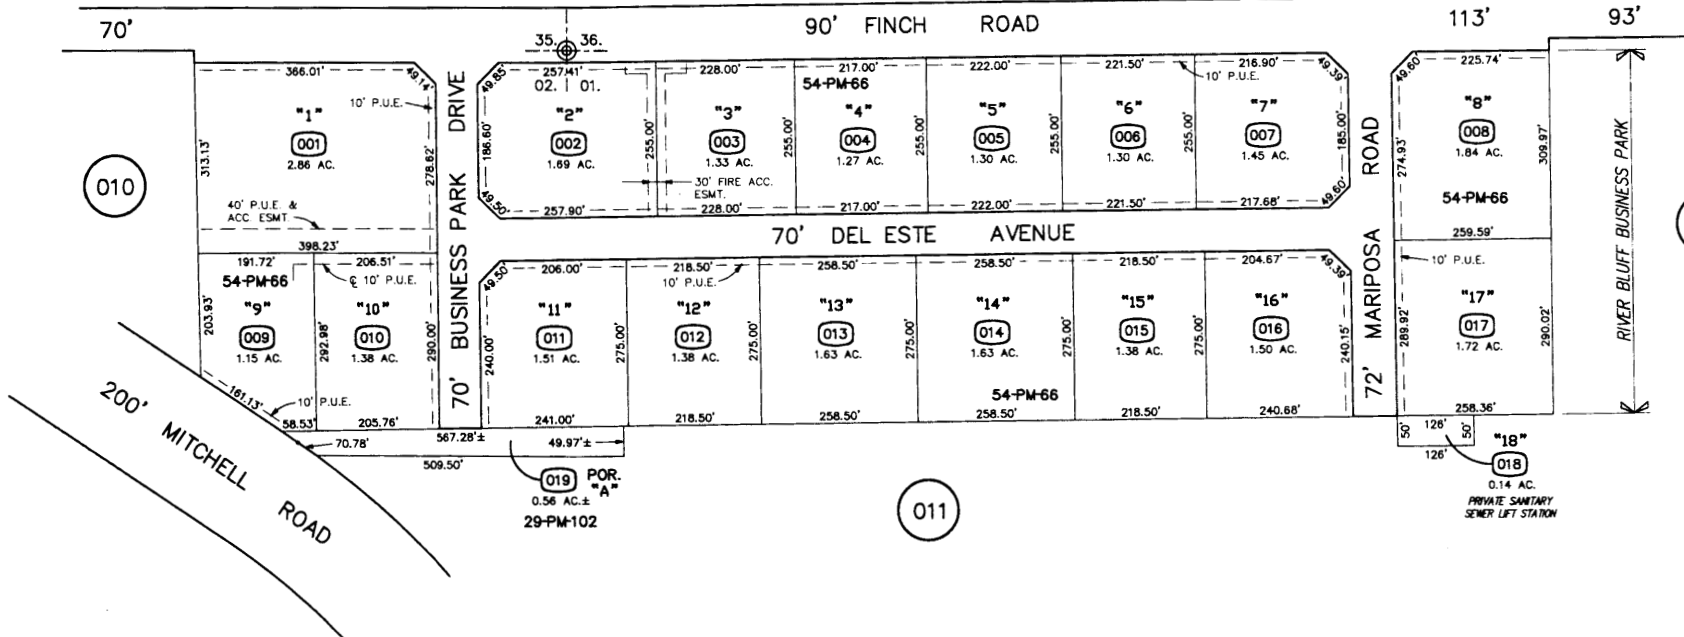 70' 90' FINCH ROAD 113' 93'
35. 36.
02. 01.
366.01' 49.14' 49.85' 257.41' 228.00' 217.00' 222.00' 221.50' 216.90' 49.39' 49.60' 225.74'
54-PM-66
10' P.U.E.
10' P.U.E.
"1" "2" "3" "4" "5" "6" "7" "8"
001 002 003 004 005 006 007 008
2.86 AC. 1.69 AC. 1.33 AC. 1.27 AC. 1.30 AC. 1.30 AC. 1.45 AC. 1.84 AC.
313.13' 278.62' 186.60' 255.00' 255.00' 255.00' 255.00' 185.00' 274.93' 309.97'
010
30' FIRE ACC.
ESMT.
54-PM-66
40' P.U.E. &
ACC ESMT.
49.50' 257.90' 228.00' 217.00' 222.00' 221.50' 217.68' 49.60'
70' DEL ESTE AVENUE
70' BUSINESS PARK DRIVE
72' MARIPOSA ROAD
RIVER BLUFF BUSINESS PARK
398.23' 259.59'
191.72' 206.51' 49.50' 206.00' 218.50' 258.50' 258.50' 218.50' 204.67' 49.39'
10' P.U.E.
54-PM-66
℄ 10' P.U.E.
10' P.U.E.
"9" "10" "11" "12" "13" "14" "15" "16" "17"
009 010 011 012 013 014 015 016 017
1.15 AC. 1.38 AC. 1.51 AC. 1.38 AC. 1.63 AC. 1.63 AC. 1.38 AC. 1.50 AC. 1.72 AC.
203.93' 292.98' 290.00' 240.00' 275.00' 275.00' 275.00' 275.00' 275.00' 240.15' 289.92' 290.02'
54-PM-66
161.13' 10' P.U.E.
58.53' 205.76' 241.00' 218.50' 258.50' 258.50' 218.50' 240.68' 258.36'
70.78' 567.28'± 49.97'±
509.50'
50' 126' 50'
126'
"18"
018
0.14 AC.
PRIVATE SANITARY
SEWER LIFT STATION
019 POR.
"A"
0.56 AC.±
29-PM-102
011
200' MITCHELL ROAD